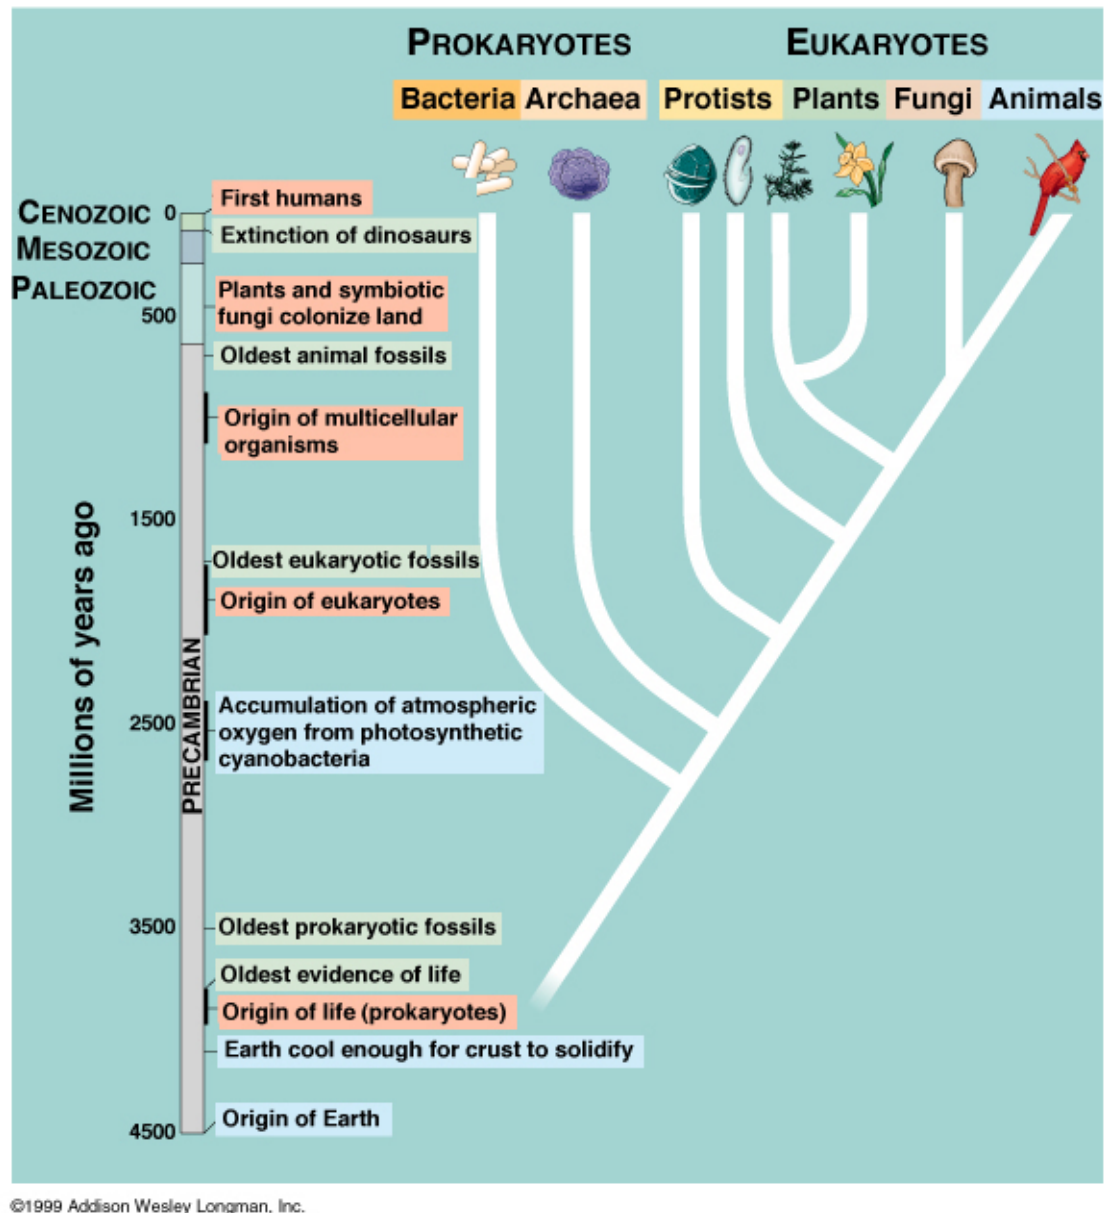 PROKARYOTES
EUKARYOTES
Bacteria
Archaea
Protists
Plants
Fungi
Animals
CENOZOIC
0
First humans
Extinction of dinosaurs
MESOZOIC
PALEOZOIC
Plants and symbiotic
fungi colonize land
500
Oldest animal fossils
Origin of multicellular
organisms
1500
Oldest eukaryotic fossils
Origin of eukaryotes
Millions of years ago
PRECAMBRIAN
Accumulation of atmospheric
oxygen from photosynthetic
cyanobacteria
2500
3500
Oldest prokaryotic fossils
Oldest evidence of life
Origin of life (prokaryotes)
Earth cool enough for crust to solidify
Origin of Earth
4500
©1999 Addison Wesley Longman, Inc.